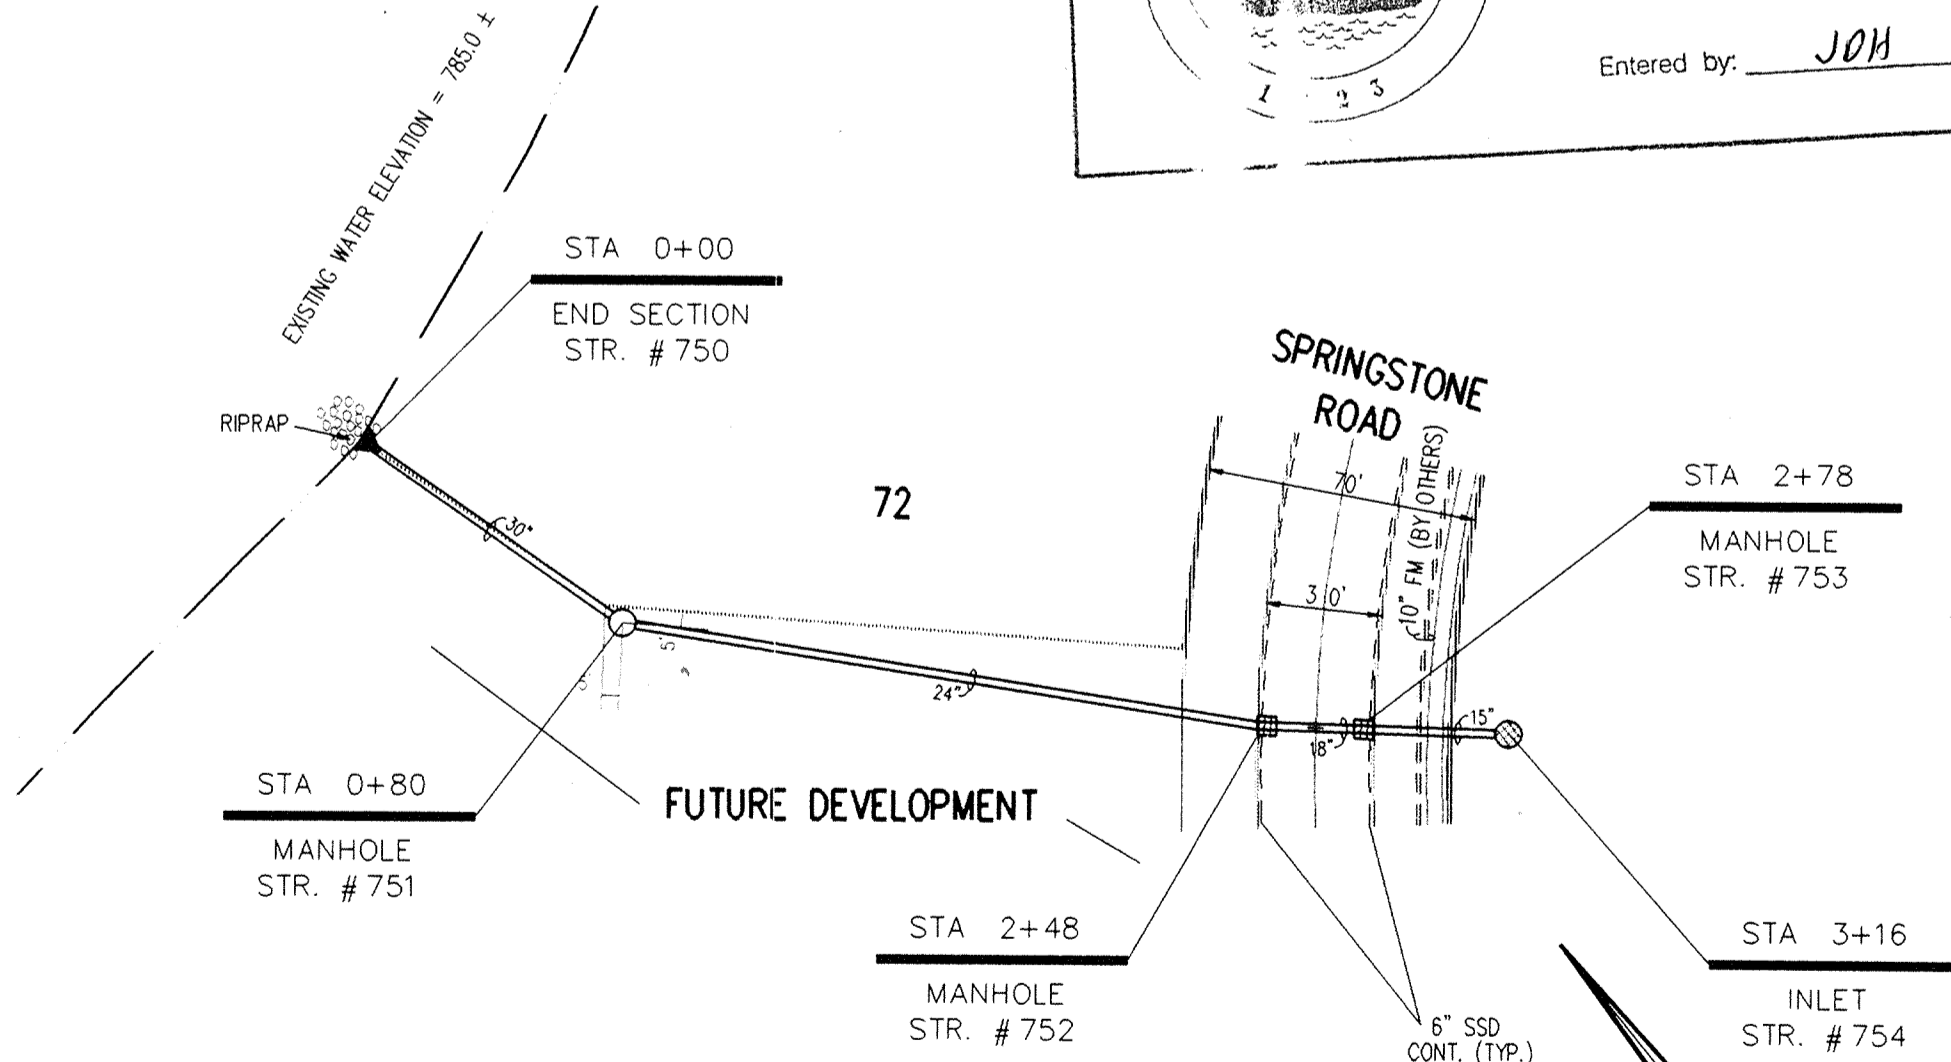 1 2 3
Entered by: JDH
EXISTING WATER ELEVATION = 785.0 ±
STA 0+00
END SECTION
STR. #750
RIPRAP
30"
72
SPRINGSTONE
ROAD
70'
30'
10" FM (BY OTHERS)
STA 2+78
MANHOLE
STR. #753
5'
24"
18"
15"
STA 0+80
MANHOLE
STR. #751
FUTURE DEVELOPMENT
STA 2+48
MANHOLE
STR. #752
STA 3+16
INLET
STR. #754
6" SSD
CONT. (TYP.)